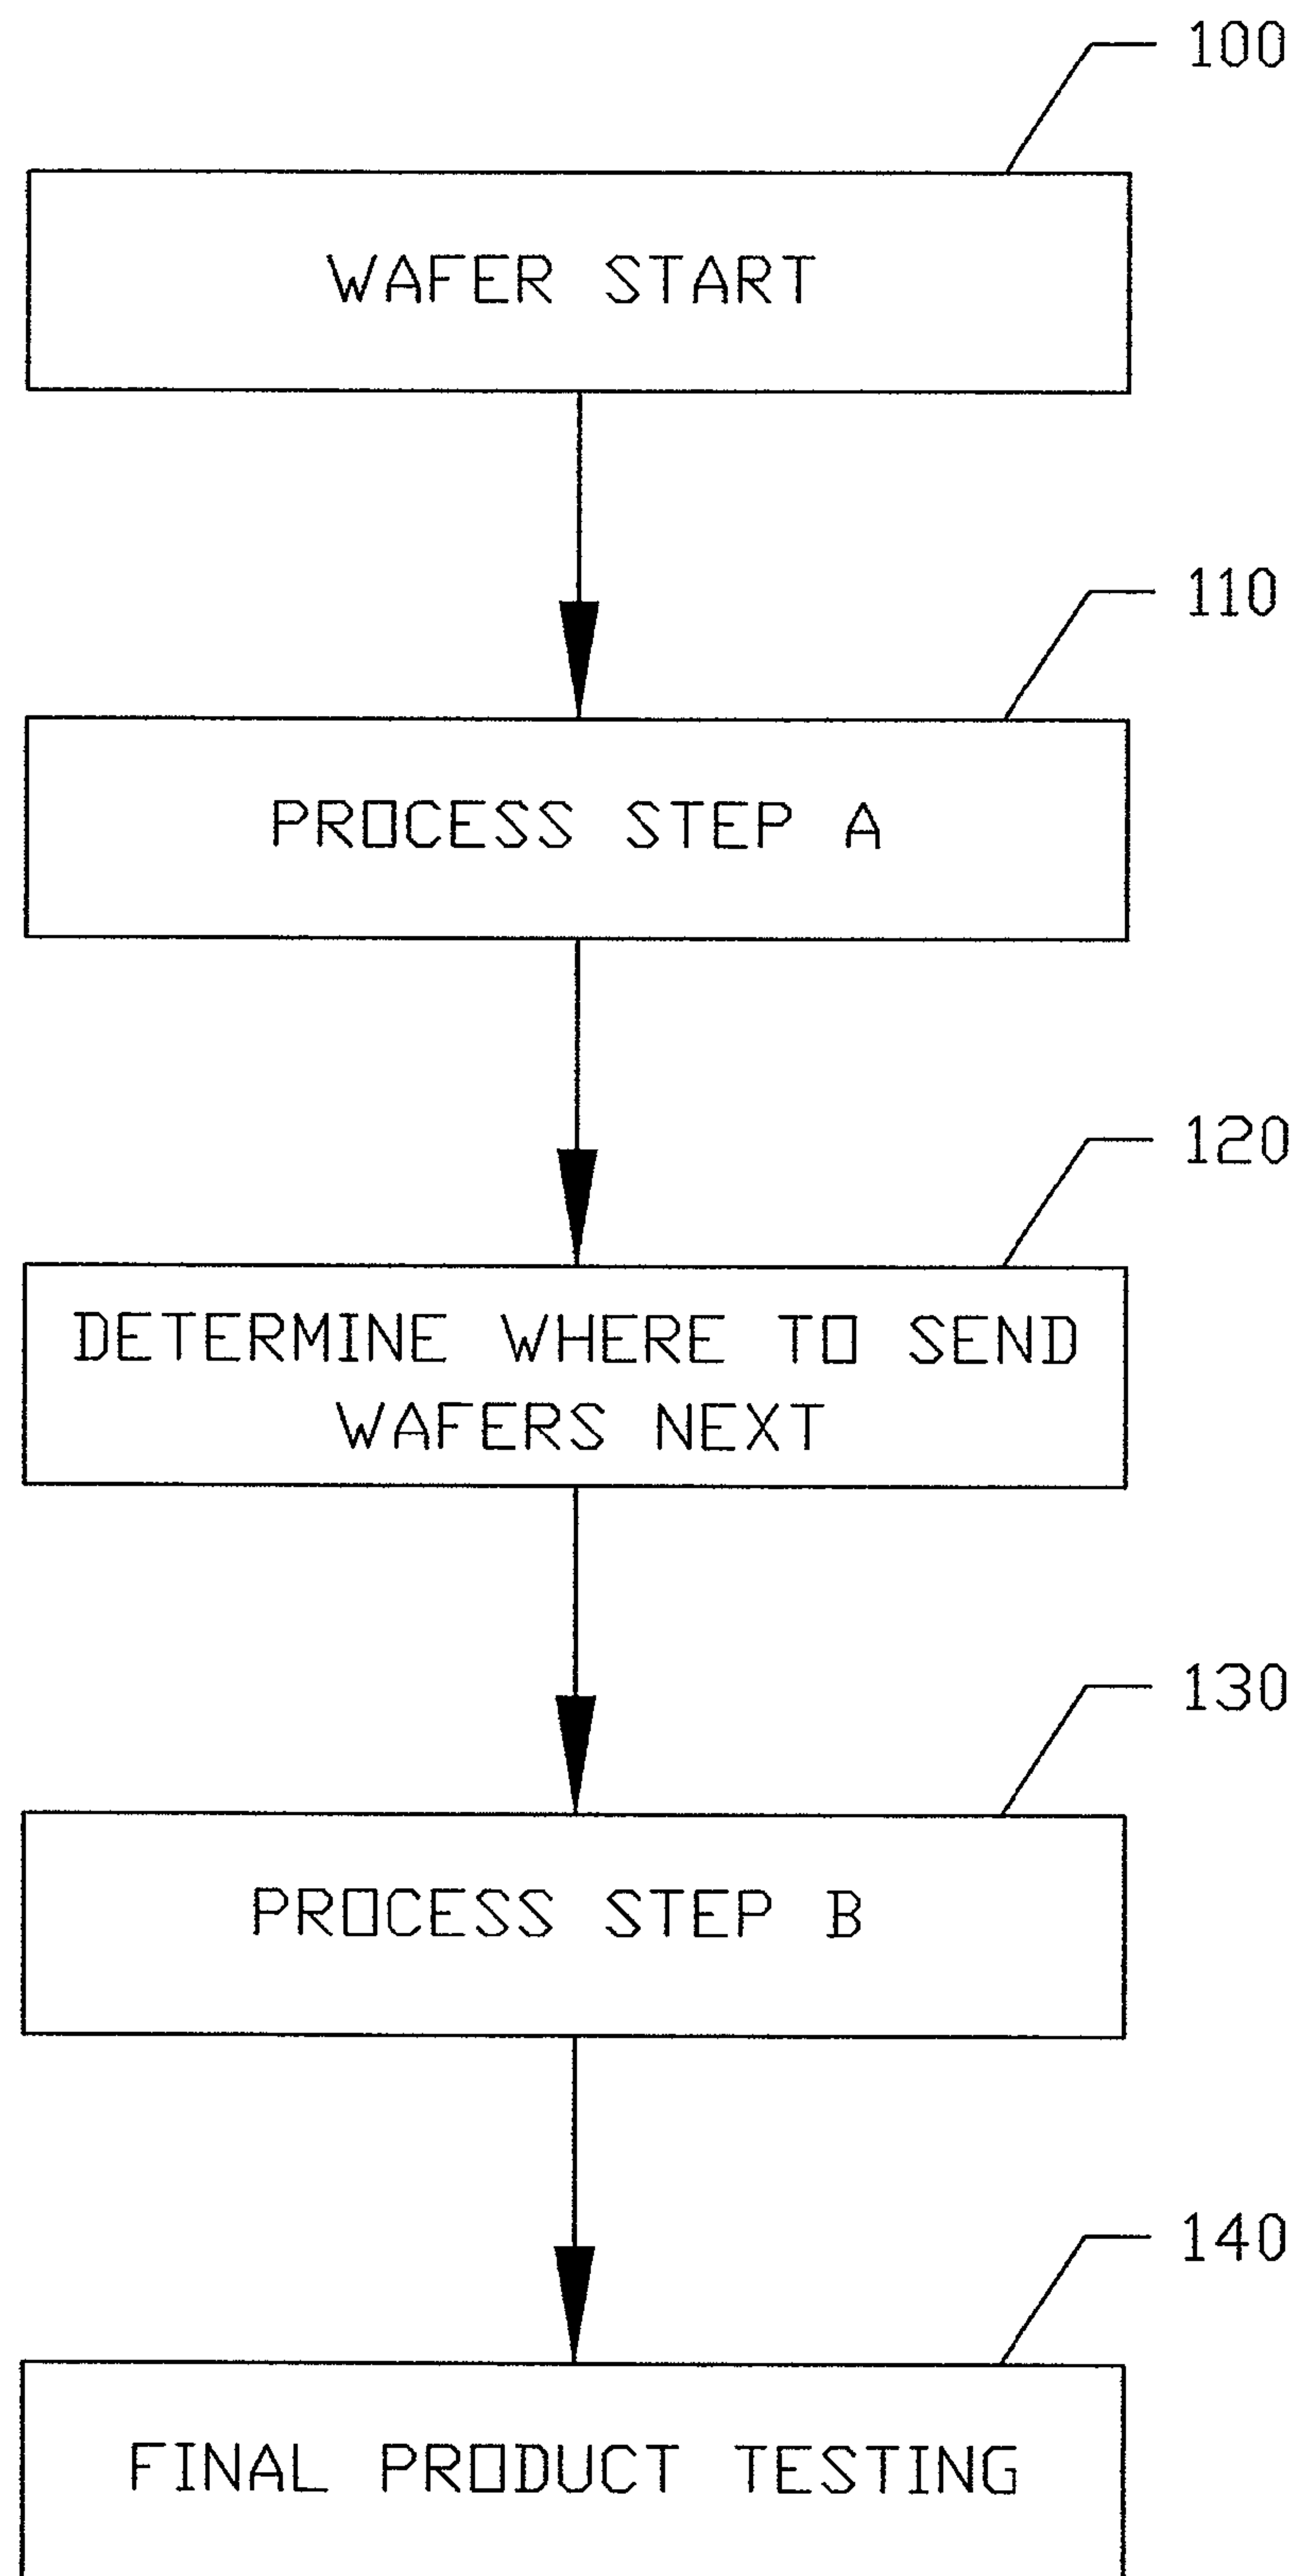 100
WAFER START
110
PROCESS STEP A
120
DETERMINE WHERE TO SEND
WAFERS NEXT
130
PROCESS STEP B
140
FINAL PRODUCT TESTING